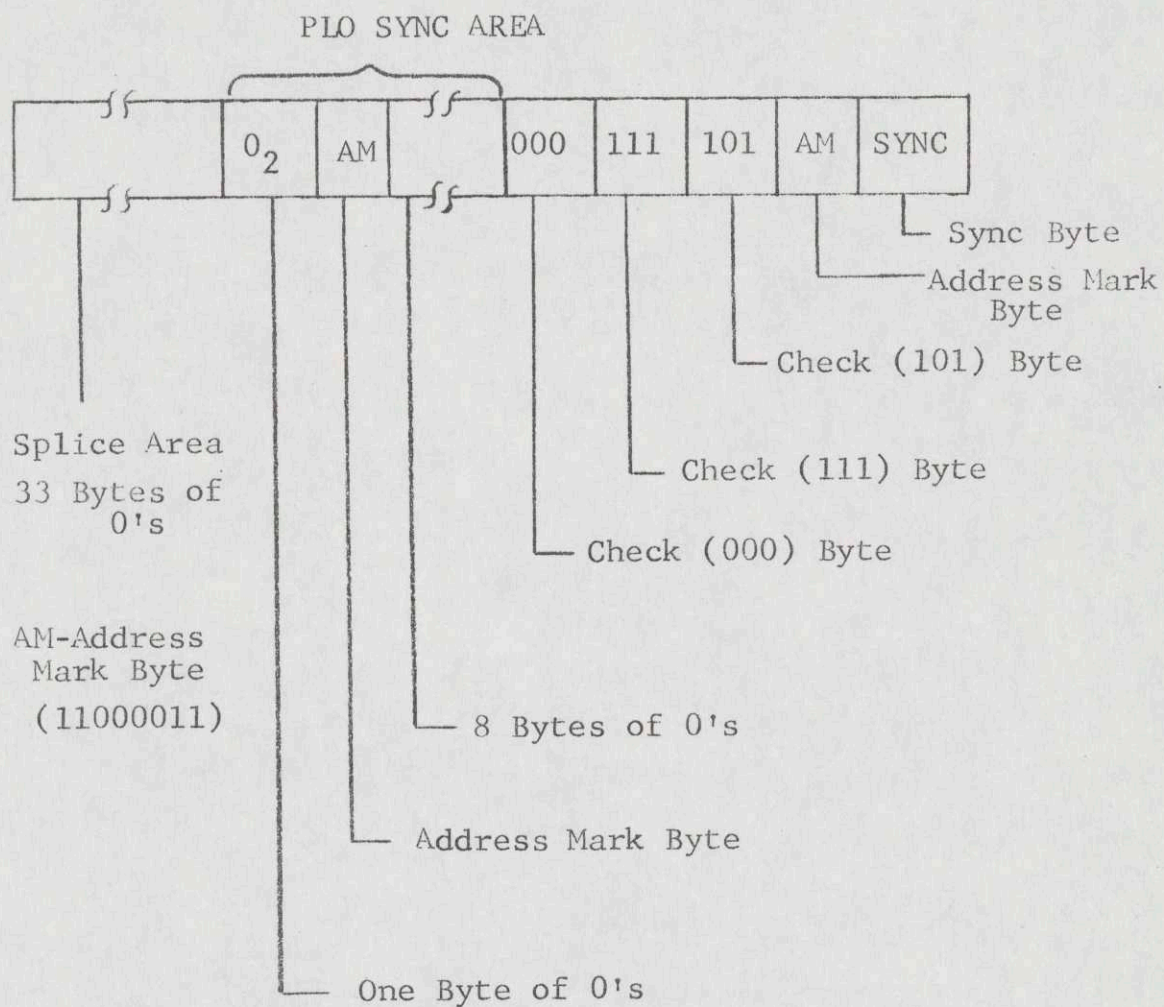 PLO SYNC AREA
0₂ AM 000 111 101 AM SYNC
Sync Byte
Address Mark
Byte
Check (101) Byte
Splice Area
33 Bytes of
0's
Check (111) Byte
Check (000) Byte
AM-Address
Mark Byte
(11000011)
8 Bytes of 0's
Address Mark Byte
One Byte of 0's